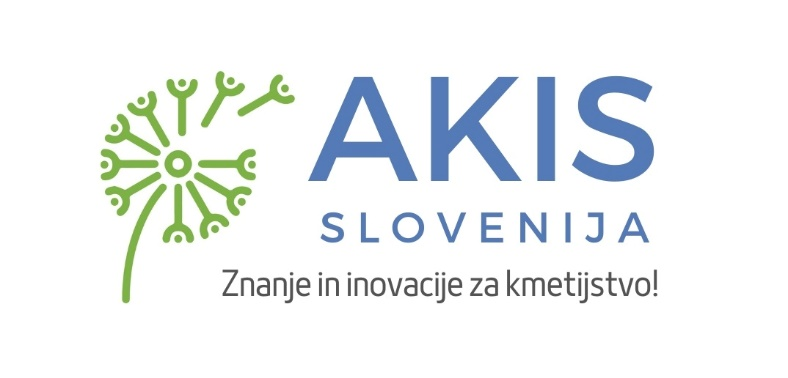 AKIS
SLOVENIJA
Znanje in inovacije za kmetijstvo!